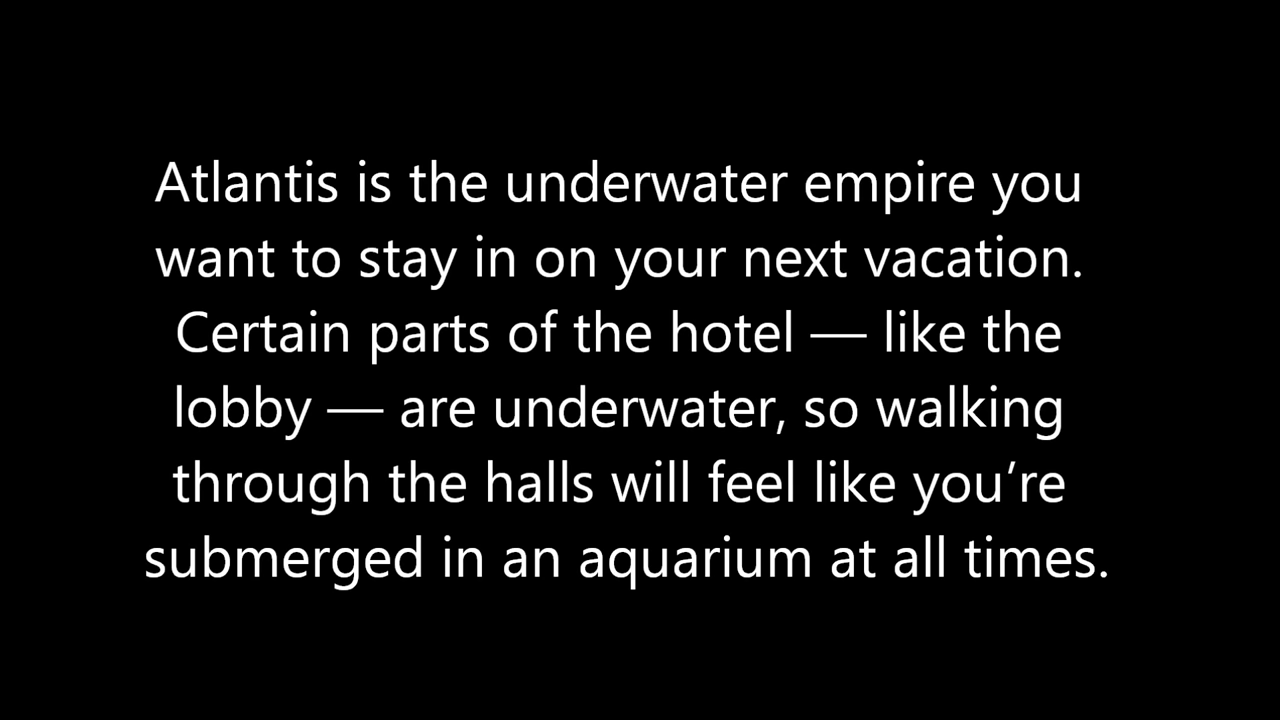 Atlantis is the underwater empire you
want to stay in on your next vacation.
Certain parts of the hotel — like the
lobby — are underwater, so walking
through the halls will feel like you’re
submerged in an aquarium at all times.